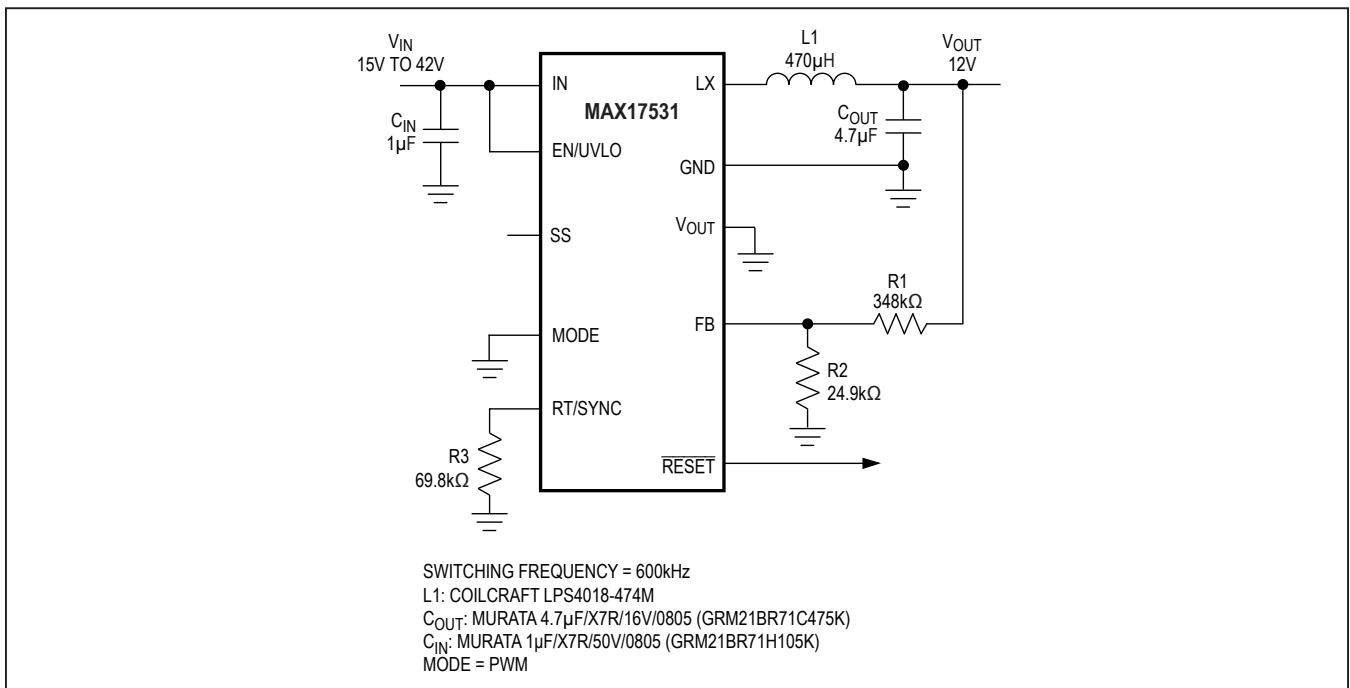 V_IN
15V TO 42V
C_IN
1µF
IN
EN/UVLO
SS
MODE
RT/SYNC
R3
69.8kΩ
MAX17531
LX
GND
V_OUT
FB
RESET
L1
470µH
V_OUT
12V
C_OUT
4.7µF
R1
348kΩ
R2
24.9kΩ
SWITCHING FREQUENCY = 600kHz
L1: COILCRAFT LPS4018-474M
C_OUT: MURATA 4.7µF/X7R/16V/0805 (GRM21BR71C475K)
C_IN: MURATA 1µF/X7R/50V/0805 (GRM21BR71H105K)
MODE = PWM